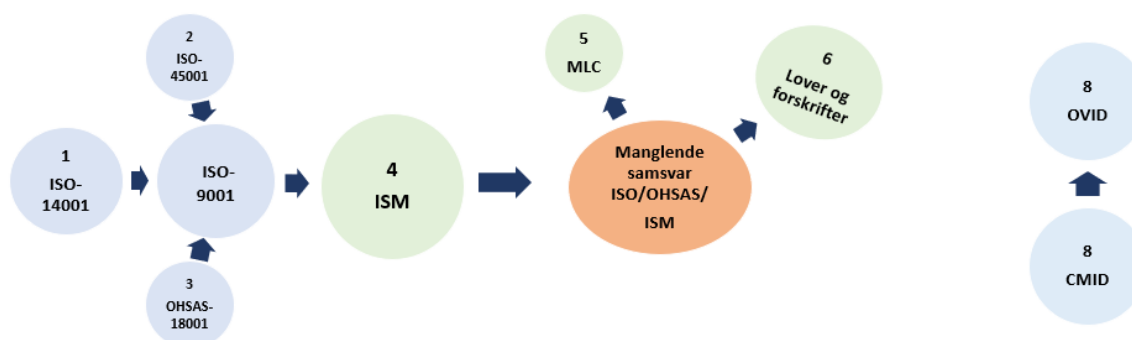 1
ISO-
14001
2
ISO-
45001
ISO-
9001
3
OHSAS-
18001
4
ISM
Manglende
samsvar
ISO/OHSAS/
ISM
5
MLC
6
Lover og
forskrifter
8
OVID
8
CMID